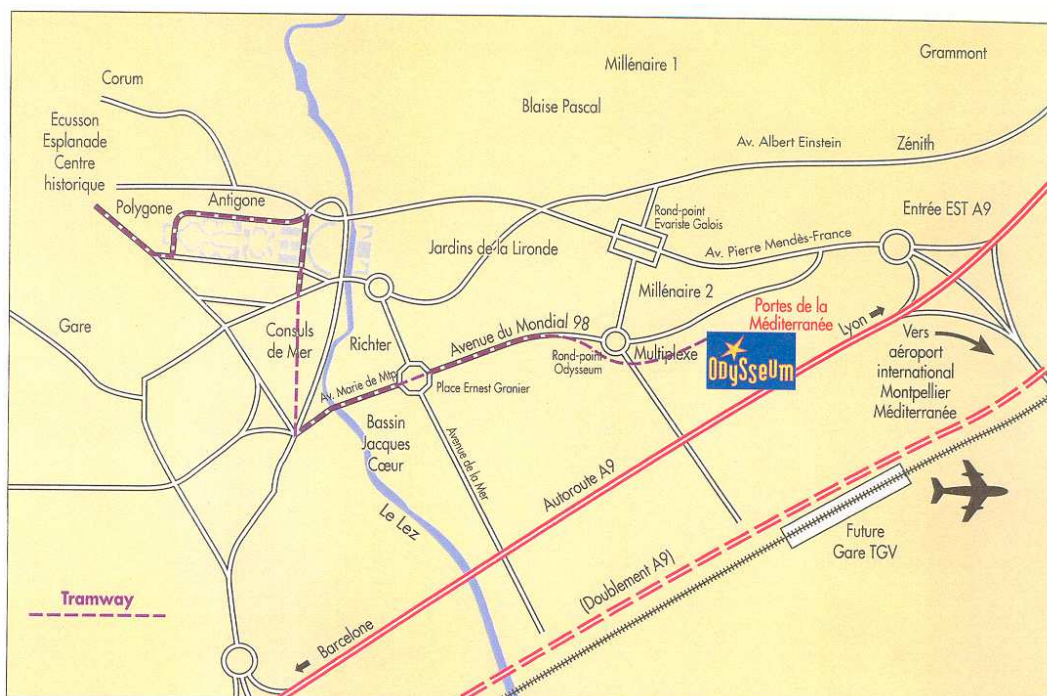 Grammont
Millénaire 1
Corum
Blaise Pascal
Ecusson
Esplanade
Centre
historique
Av. Albert Einstein
Zénith
Polygone
Antigone
Rond-point
Evariste Galois
Entrée EST A9
Jardins de la Lironde
Av. Pierre Mendès-France
Millénaire 2
Portes de la
Méditerranée
Lyon
Gare
Consuls
de Mer
Richter
Avenue du Mondial 98
Rond-point
Odysseum
Multiplexe
ODYSSEUM
Vers
aéroport
international
Montpellier
Méditerranée
Av. Marie de Mtp
Place Ernest Granier
Bassin
Jacques
Cœur
Avenue de la Mer
Autoroute A9
Le Lez
Future
Gare TGV
(Doublement A9)
Tramway
Barcelone